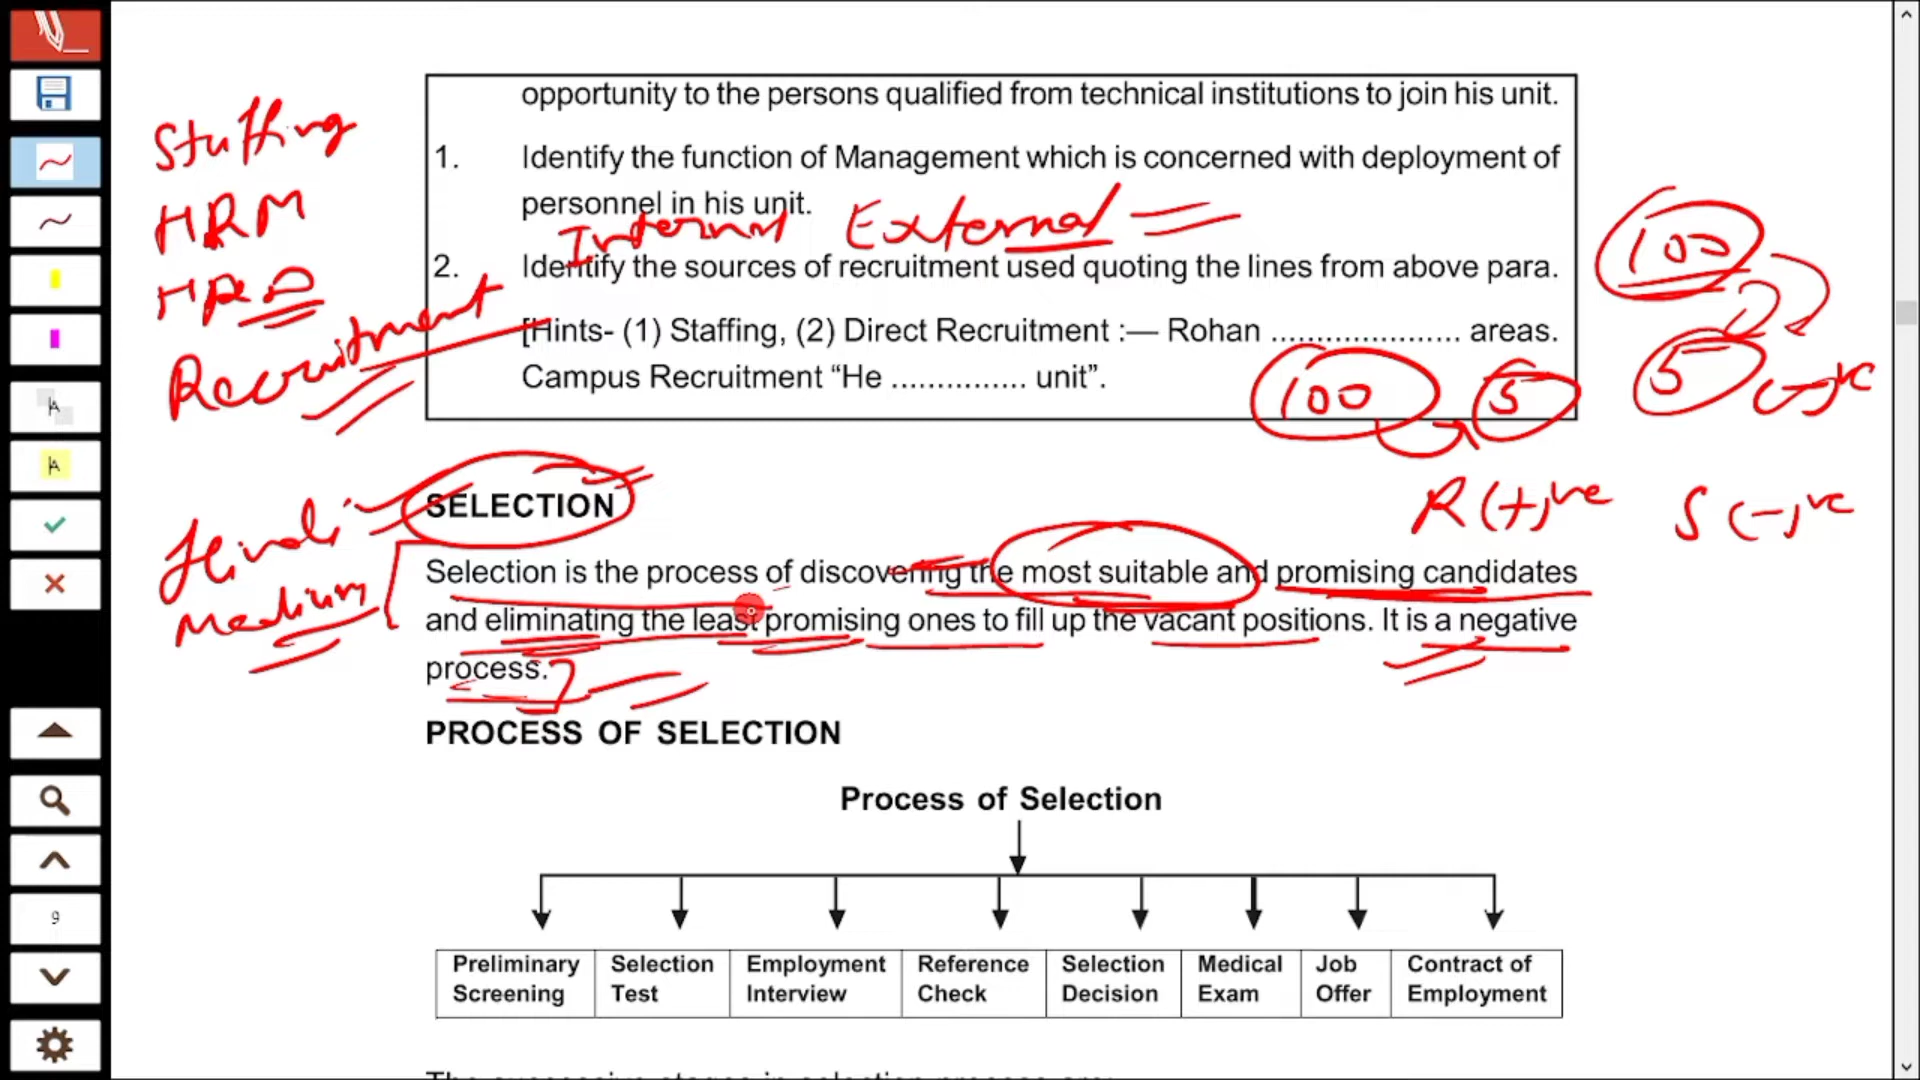 opportunity to the persons qualified from technical institutions to join his unit.
Stuffing
1. Identify the function of Management which is concerned with deployment of
personnel in his unit.
HRM
Internal External
100
2. Identify the sources of recruitment used quoting the lines from above para.
HRD
Recruitment
[Hints- (1) Staffing, (2) Direct Recruitment :— Rohan ..................... areas.
Campus Recruitment “He ............... unit”.
100 5
5 (-)ve
SELECTION
R (+)ve S (-)ve
Hindi
Medium
Selection is the process of discovering the most suitable and promising candidates
and eliminating the least promising ones to fill up the vacant positions. It is a negative
process.
PROCESS OF SELECTION
Process of Selection
Preliminary Screening
Selection Test
Employment Interview
Reference Check
Selection Decision
Medical Exam
Job Offer
Contract of Employment
9